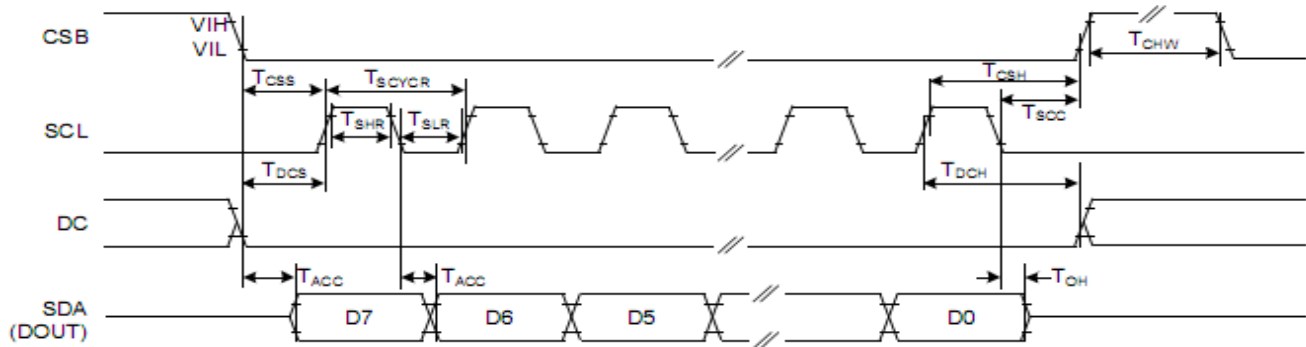 CSB
VIH
VIL
TCHW
TCSS
TSCYCR
TCSH
TSHR
TSLR
TSCC
SCL
TDCS
TDCH
DC
TACC
TACC
TOH
SDA
(DOUT)
D7
D6
D5
D0